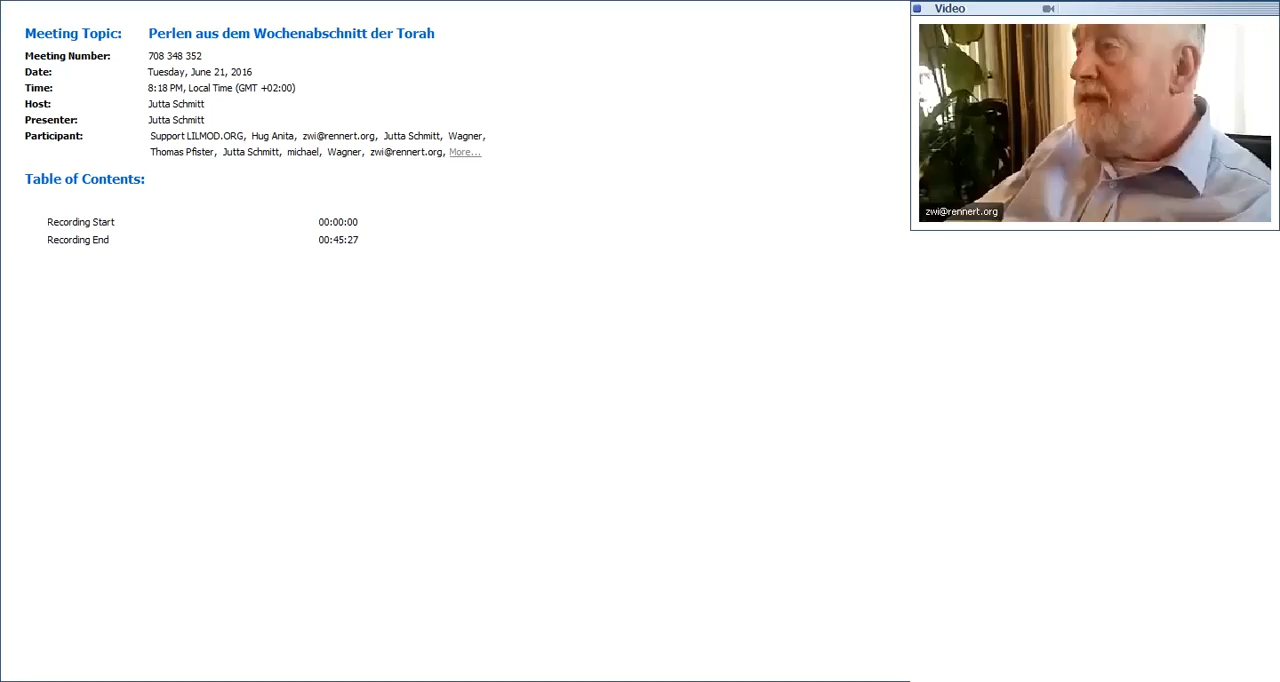 Meeting Topic: Perlen aus dem Wochenabschnitt der Torah
Meeting Number: 708 348 352
Date: Tuesday, June 21, 2016
Time: 8:18 PM, Local Time (GMT +02:00)
Host: Jutta Schmitt
Presenter: Jutta Schmitt
Participant: Support LILMOD.ORG, Hug Anita, zwi@rennert.org, Jutta Schmitt, Wagner,
Thomas Pfister, Jutta Schmitt, michael, Wagner, zwi@rennert.org, More...
Table of Contents:
Recording Start 00:00:00
Recording End 00:45:27
Video
zwi@rennert.org